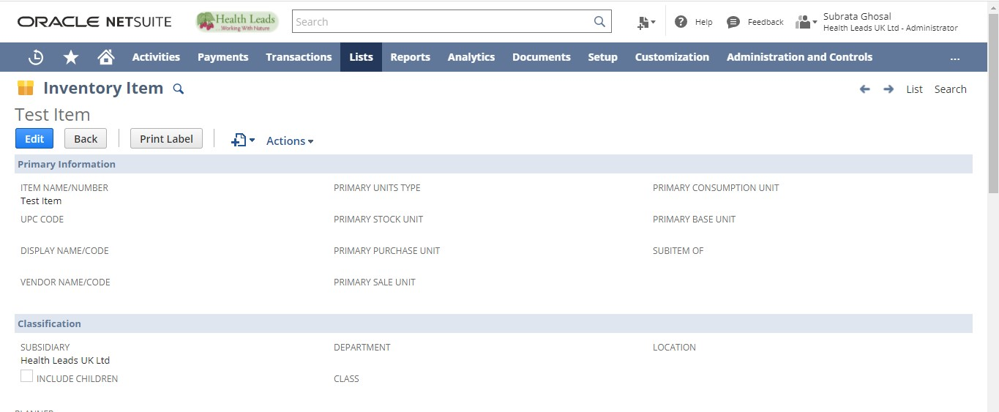 ORACLE NETSUITE
Health Leads
Working With Nature
Search
Help
Feedback
Subrata Ghosal
Health Leads UK Ltd - Administrator
Activities Payments Transactions Lists Reports Analytics Documents Setup Customization Administration and Controls ...
Inventory Item
List Search
Test Item
Edit Back Print Label Actions
Primary Information
ITEM NAME/NUMBER PRIMARY UNITS TYPE PRIMARY CONSUMPTION UNIT
Test Item
UPC CODE PRIMARY STOCK UNIT PRIMARY BASE UNIT
DISPLAY NAME/CODE PRIMARY PURCHASE UNIT SUBITEM OF
VENDOR NAME/CODE PRIMARY SALE UNIT
Classification
SUBSIDIARY DEPARTMENT LOCATION
Health Leads UK Ltd
INCLUDE CHILDREN CLASS